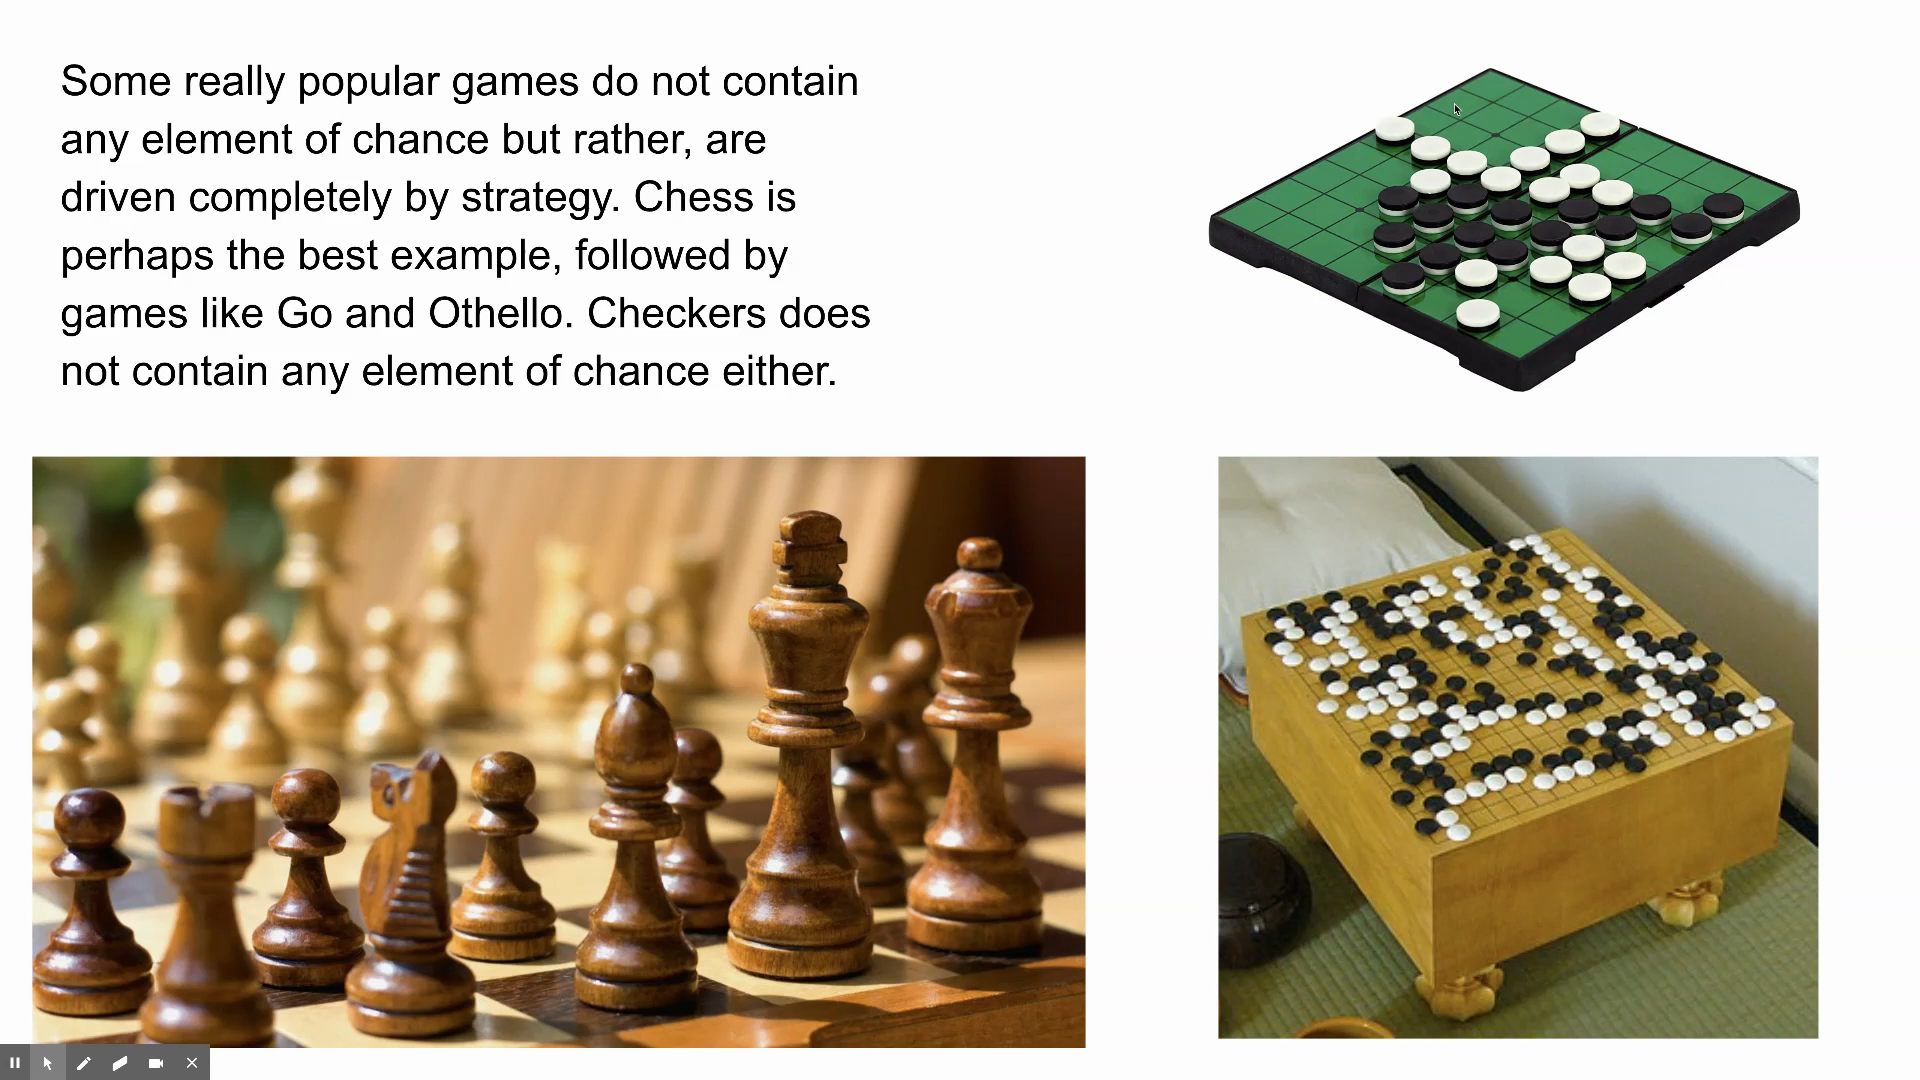 Some really popular games do not contain
any element of chance but rather, are
driven completely by strategy. Chess is
perhaps the best example, followed by
games like Go and Othello. Checkers does
not contain any element of chance either.